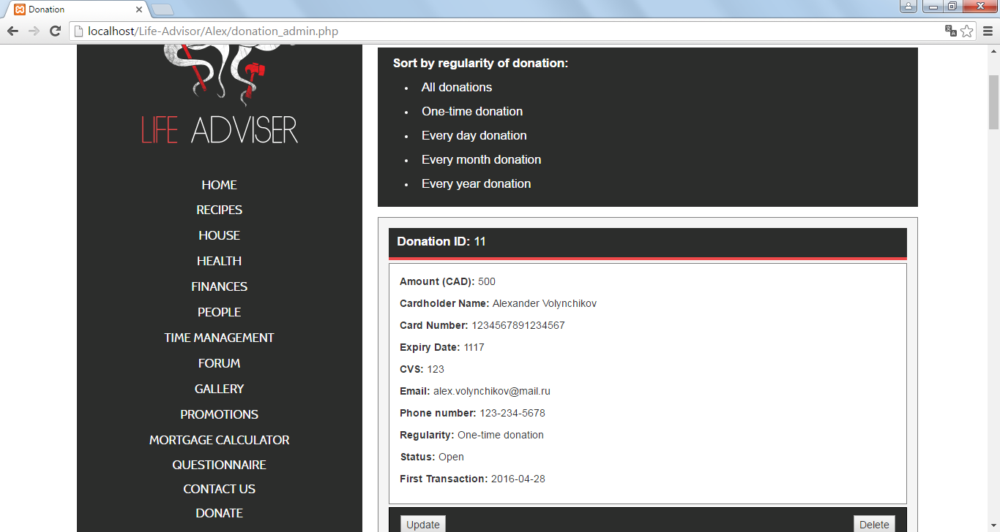 Donation
localhost/Life-Advisor/Alex/donation_admin.php
LIFE ADVISER
HOME
RECIPES
HOUSE
HEALTH
FINANCES
PEOPLE
TIME MANAGEMENT
FORUM
GALLERY
PROMOTIONS
MORTGAGE CALCULATOR
QUESTIONNAIRE
CONTACT US
DONATE
Sort by regularity of donation:
• All donations
• One-time donation
• Every day donation
• Every month donation
• Every year donation
Donation ID: 11
Amount (CAD): 500
Cardholder Name: Alexander Volynchikov
Card Number: 1234567891234567
Expiry Date: 1117
CVS: 123
Email: alex.volynchikov@mail.ru
Phone number: 123-234-5678
Regularity: One-time donation
Status: Open
First Transaction: 2016-04-28
Update Delete